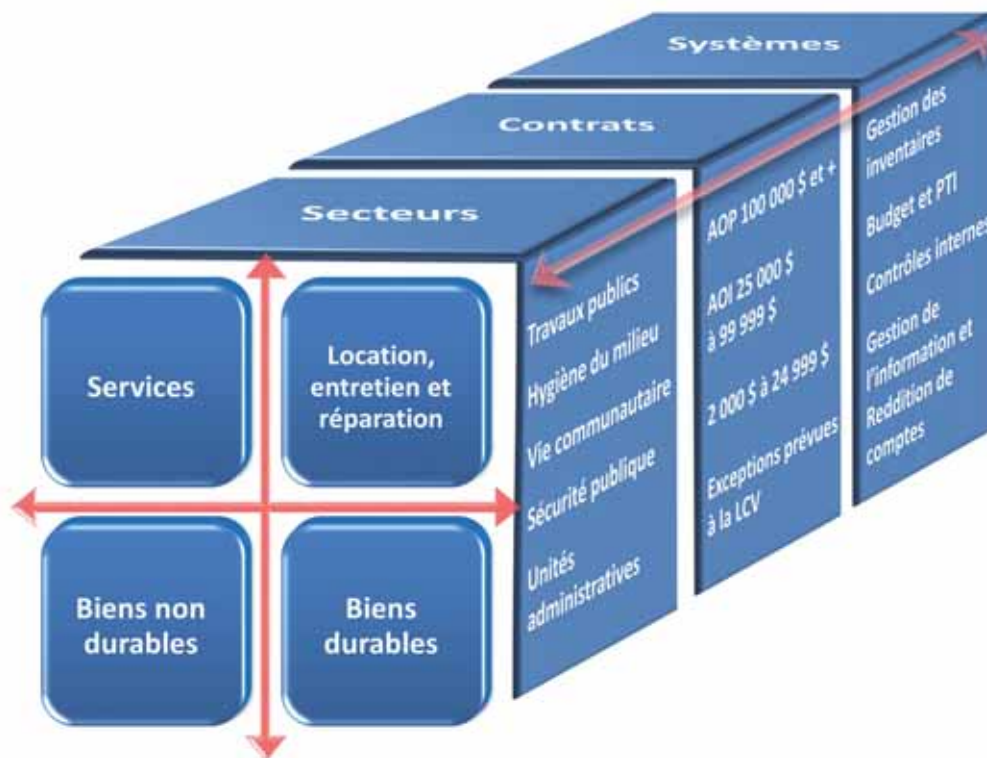 Systèmes
Contrats
Secteurs
Services
Location,
entretien et
réparation
Biens non
durables
Biens
durables
Travaux publics
Hygiène du milieu
Vie communautaire
Sécurité publique
Unités
administratives
AOP 100 000 $ et +
AOI 25 000 $
à 99 999 $
2 000 $ à 24 999 $
Exceptions prévues
à la LCV
Gestion des
inventaires
Budget et PTI
Contrôles internes
Gestion de
l'information et
Reddition de
comptes